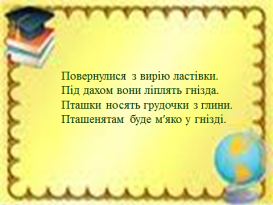 Повернулися з вирію ластівки.
Під дахом вони ліплять гнізда.
Пташки носять грудочки з глини.
Пташенятам буде м'яко у гнізді.